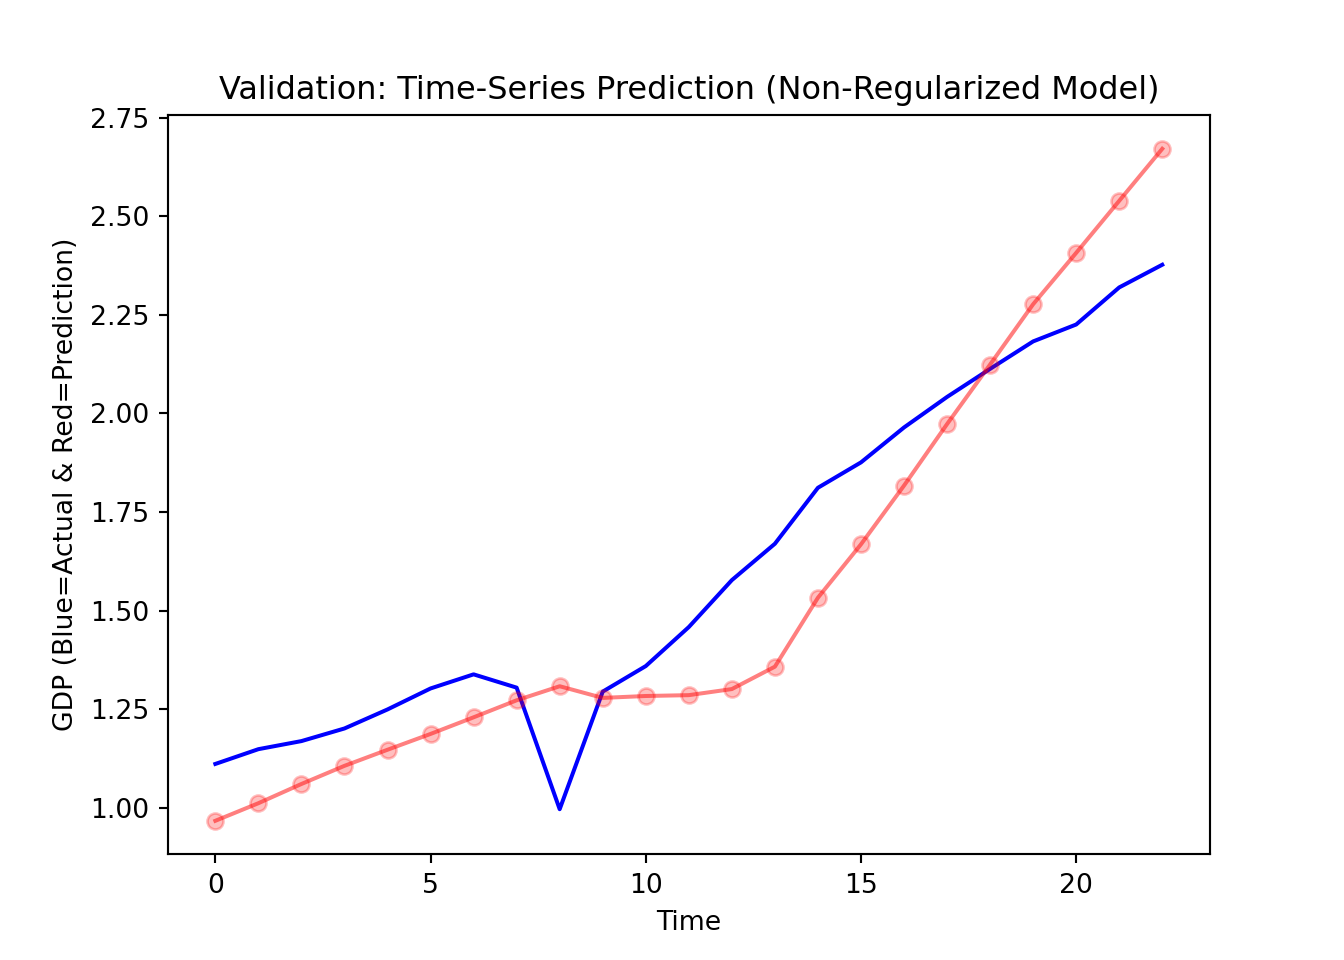 Validation: Time-Series Prediction (Non-Regularized Model)
GDP (Blue=Actual & Red=Prediction)
2.75
2.50
2.25
2.00
1.75
1.50
1.25
1.00
0 5 10 15 20
Time